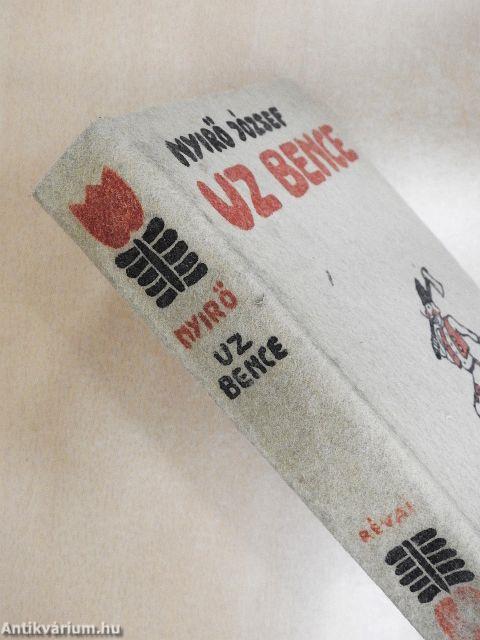 NYIRŐ JÓZSEF
UZ BENCE
NYIRŐ
UZ
BENCE
RÉVAI
Antikvárium.hu